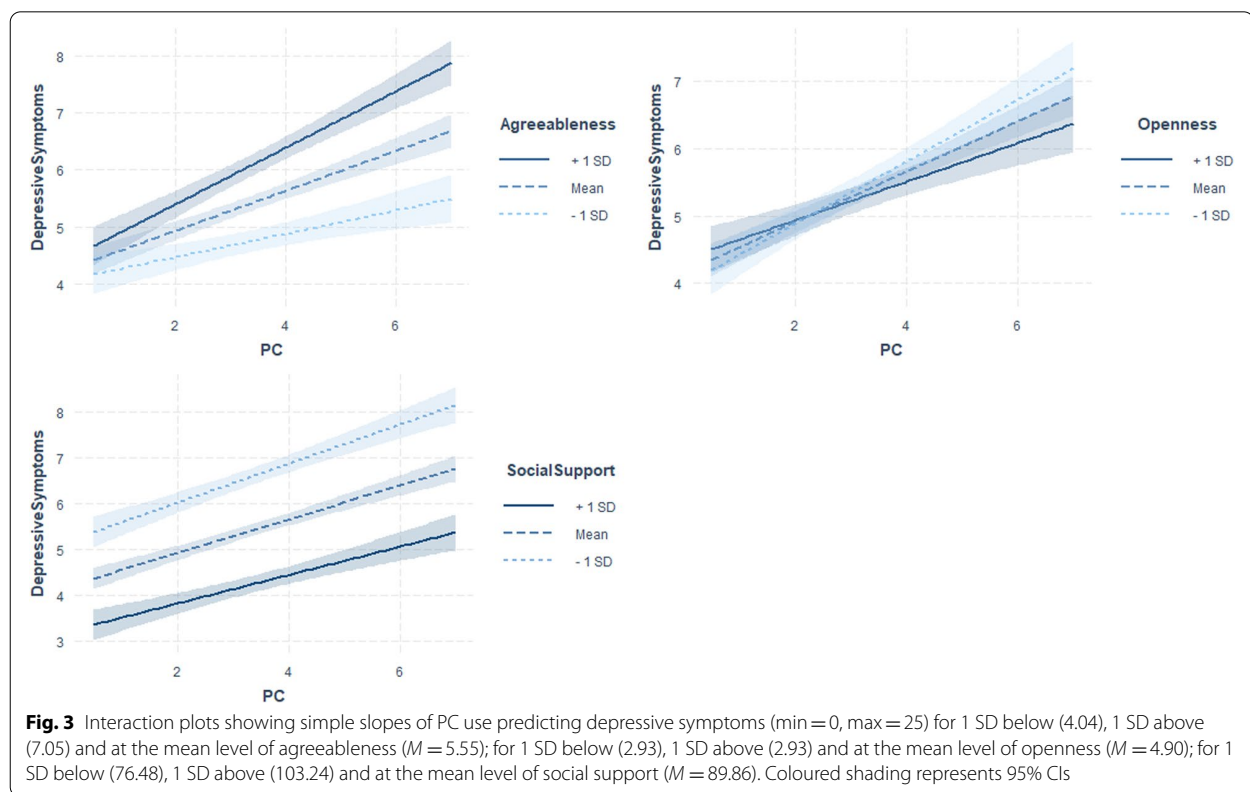 8
7
6
5
4
DepressiveSymptoms
2
4
6
PC
Agreeableness
+ 1 SD
Mean
- 1 SD
7
6
5
4
DepressiveSymptoms
2
4
6
PC
Openness
+ 1 SD
Mean
- 1 SD
8
7
6
5
4
3
DepressiveSymptoms
2
4
6
PC
SocialSupport
+ 1 SD
Mean
- 1 SD
Fig. 3 Interaction plots showing simple slopes of PC use predicting depressive symptoms (min = 0, max = 25) for 1 SD below (4.04), 1 SD above
(7.05) and at the mean level of agreeableness (M = 5.55); for 1 SD below (2.93), 1 SD above (2.93) and at the mean level of openness (M = 4.90); for 1
SD below (76.48), 1 SD above (103.24) and at the mean level of social support (M = 89.86). Coloured shading represents 95% CIs